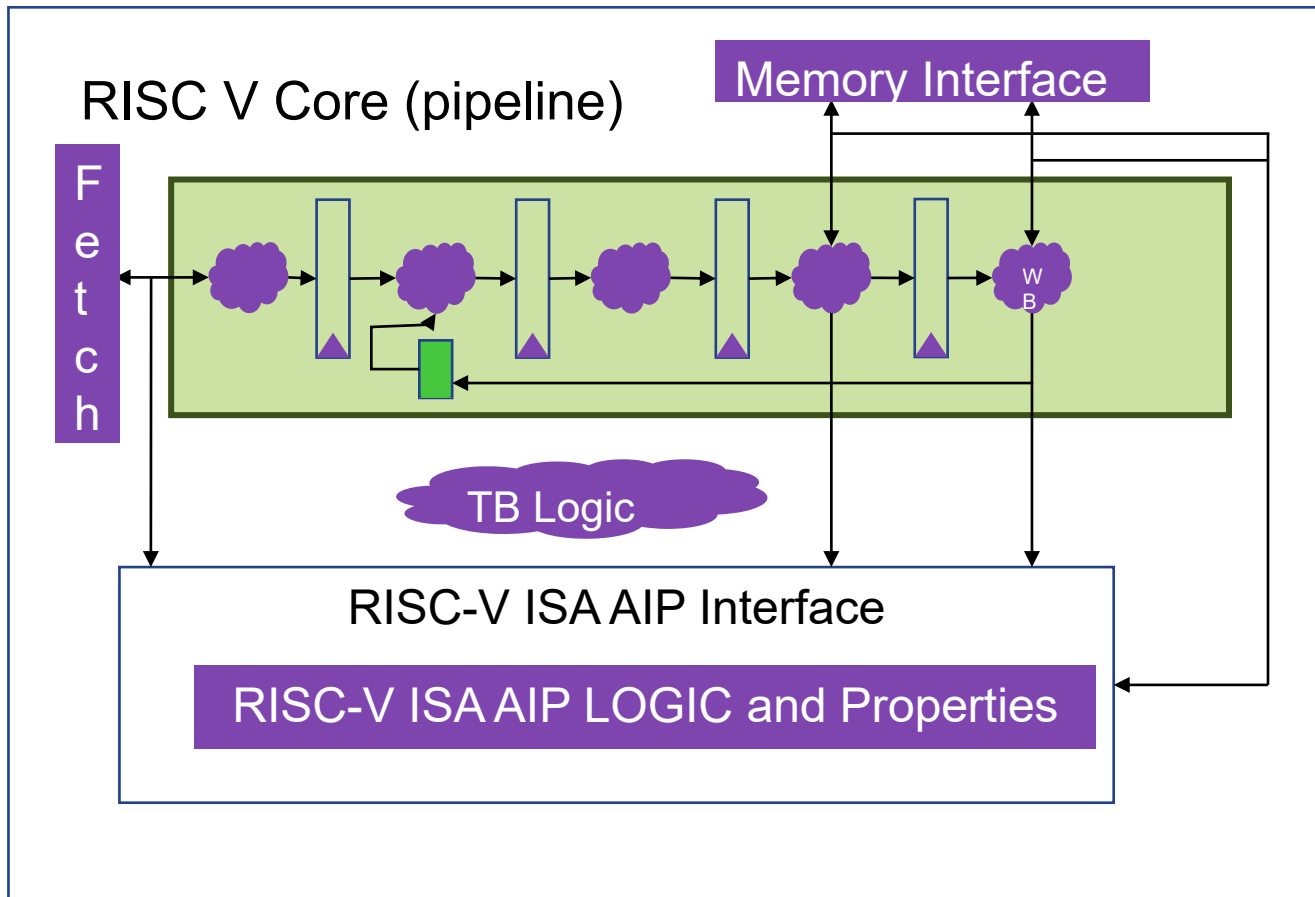 Memory Interface
RISC V Core (pipeline)
F
e
t
c
h
W
B
TB Logic
RISC-V ISA AIP Interface
RISC-V ISA AIP LOGIC and Properties